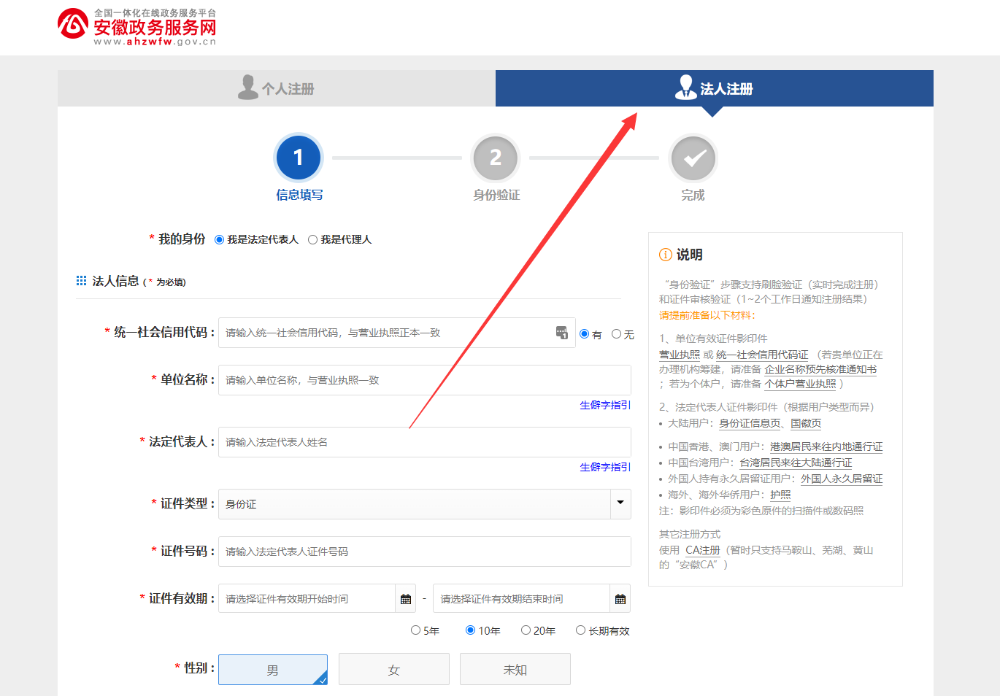 全国一体化在线政务服务平台
安徽政务服务网
www.ahzwfw.gov.cn
个人注册
法人注册
1
2
信息填写
身份验证
完成
* 我的身份 我是法定代表人 我是代理人
法人信息 ( * 为必填)
* 统一社会信用代码： 请输入统一社会信用代码，与营业执照正本一致 1 有 无
* 单位名称： 请输入单位名称，与营业执照一致
生僻字指引
* 法定代表人： 请输入法定代表人姓名
生僻字指引
* 证件类型： 身份证
* 证件号码： 请输入法定代表人证件号码
* 证件有效期： 请选择证件有效期开始时间 - 请选择证件有效期结束时间
5年 10年 20年 长期有效
* 性别： 男 女 未知
说明
“身份验证”步骤支持刷脸验证（实时完成注册）
和证件审核验证（1~2个工作日通知注册结果）
请提前准备以下材料：
1、单位有效证件影印件
营业执照 或 统一社会信用代码证 （若贵单位正在
办理机构筹建，请准备 企业名称预先核准通知书
；若为个体户，请准备 个体户营业执照 ）
2、法定代表人证件影印件（根据用户类型而异）
• 大陆用户：身份证信息页、国徽页
• 中国香港、澳门用户：港澳居民来往内地通行证
• 中国台湾用户：台湾居民来往大陆通行证
• 外国人持有永久居留证用户：外国人永久居留证
• 海外、海外华侨用户：护照
注：影印件必须为彩色原件的扫描件或数码照
其它注册方式
使用 CA注册（暂时只支持马鞍山、芜湖、黄山
的“安徽CA”）